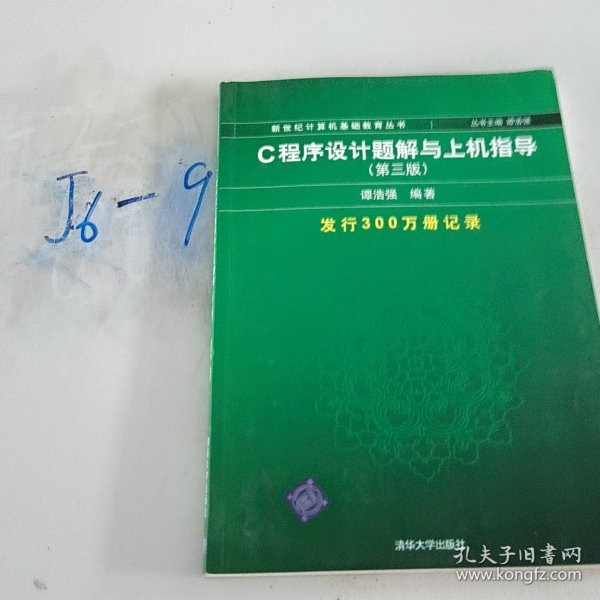 新世纪计算机基础教育丛书
丛书主编 谭浩强
C程序设计题解与上机指导
(第三版)
谭浩强 编著
发行300万册记录
J6-9
清华大学出版社
孔夫子旧书网
www.kongfz.com